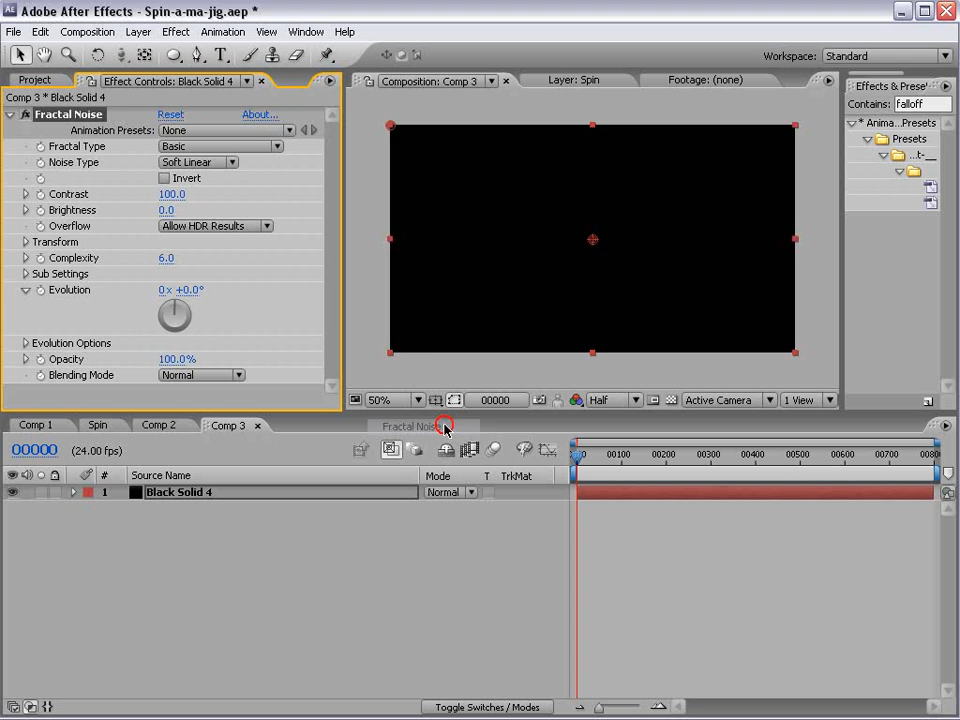 Adobe After Effects - Spin-a-ma-jig.aep *
File Edit Composition Layer Effect Animation View Window Help
Workspace: Standard
Project Effect Controls: Black Solid 4
Composition: Comp 3 Layer: Spin Footage: (none)
Effects & Prese
Comp 3 * Black Solid 4
Contains: falloff
Fractal Noise Reset About...
Animation Presets: None
* Anima...Presets
Presets
...t-__
Fractal Type Basic
Noise Type Soft Linear
Invert
Contrast 100.0
Brightness 0.0
Overflow Allow HDR Results
Transform
Complexity 6.0
Sub Settings
Evolution 0 x +0.0°
Evolution Options
Opacity 100.0%
Blending Mode Normal
50% 00000 Half Active Camera 1 View
Comp 1 Spin Comp 2 Comp 3
Fractal Noise
00000 (24.00 fps)
00100 00200 00300 00400 00500 00600 00700 0080
# Source Name Mode T TrkMat
1 Black Solid 4 Normal
Toggle Switches / Modes